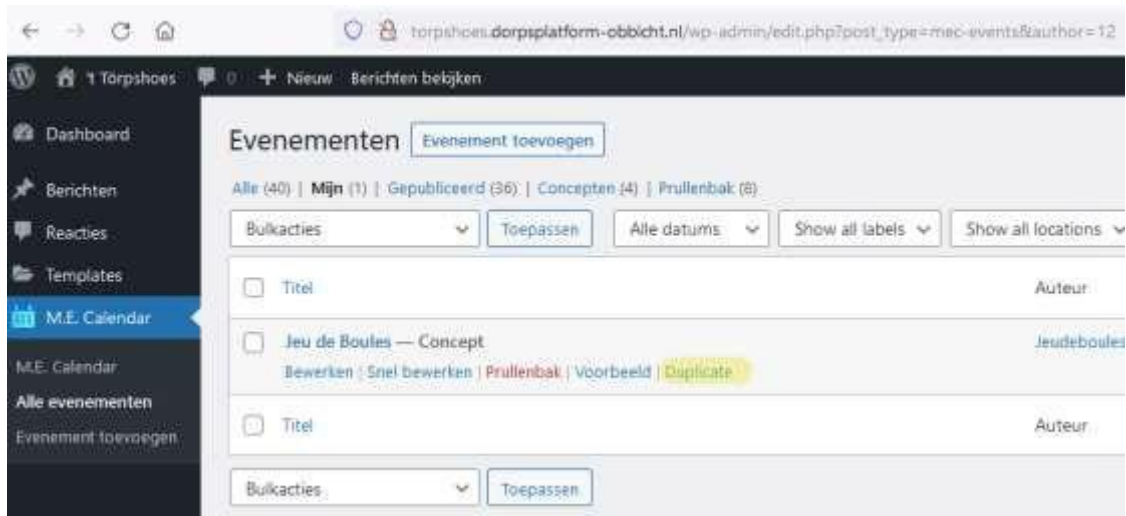 torpshoes.dorpsplatform-obbicht.nl/wp-admin/edit.php?post_type=mec-events&author=12
't Törpshoes 0 + Nieuw Berichten bekijken
Dashboard
Berichten
Reacties
Templates
M.E. Calendar
M.E. Calendar
Alle evenementen
Evenement toevoegen
Evenementen Evenement toevoegen
Alle (40) | Mijn (1) | Gepubliceerd (36) | Concepten (4) | Prullenbak (8)
Bulkacties Toepassen Alle datums Show all labels Show all locations
Titel Auteur
Jeu de Boules — Concept Jeudeboules
Bewerken | Snel bewerken | Prullenbak | Voorbeeld | Duplicate
Titel Auteur
Bulkacties Toepassen